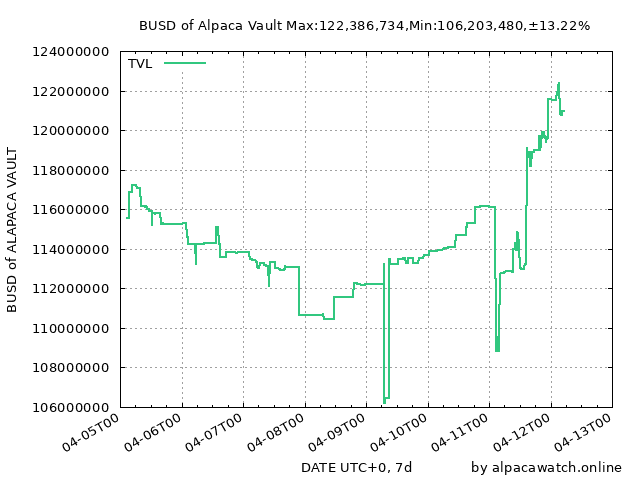 BUSD of Alpaca Vault Max:122,386,734,Min:106,203,480,±13.22%
TVL
124000000
122000000
120000000
118000000
116000000
114000000
112000000
110000000
108000000
106000000
BUSD of ALAPACA VAULT
04-05T00
04-06T00
04-07T00
04-08T00
04-09T00
04-10T00
04-11T00
04-12T00
04-13T00
DATE UTC+0, 7d
by alpacawatch.online